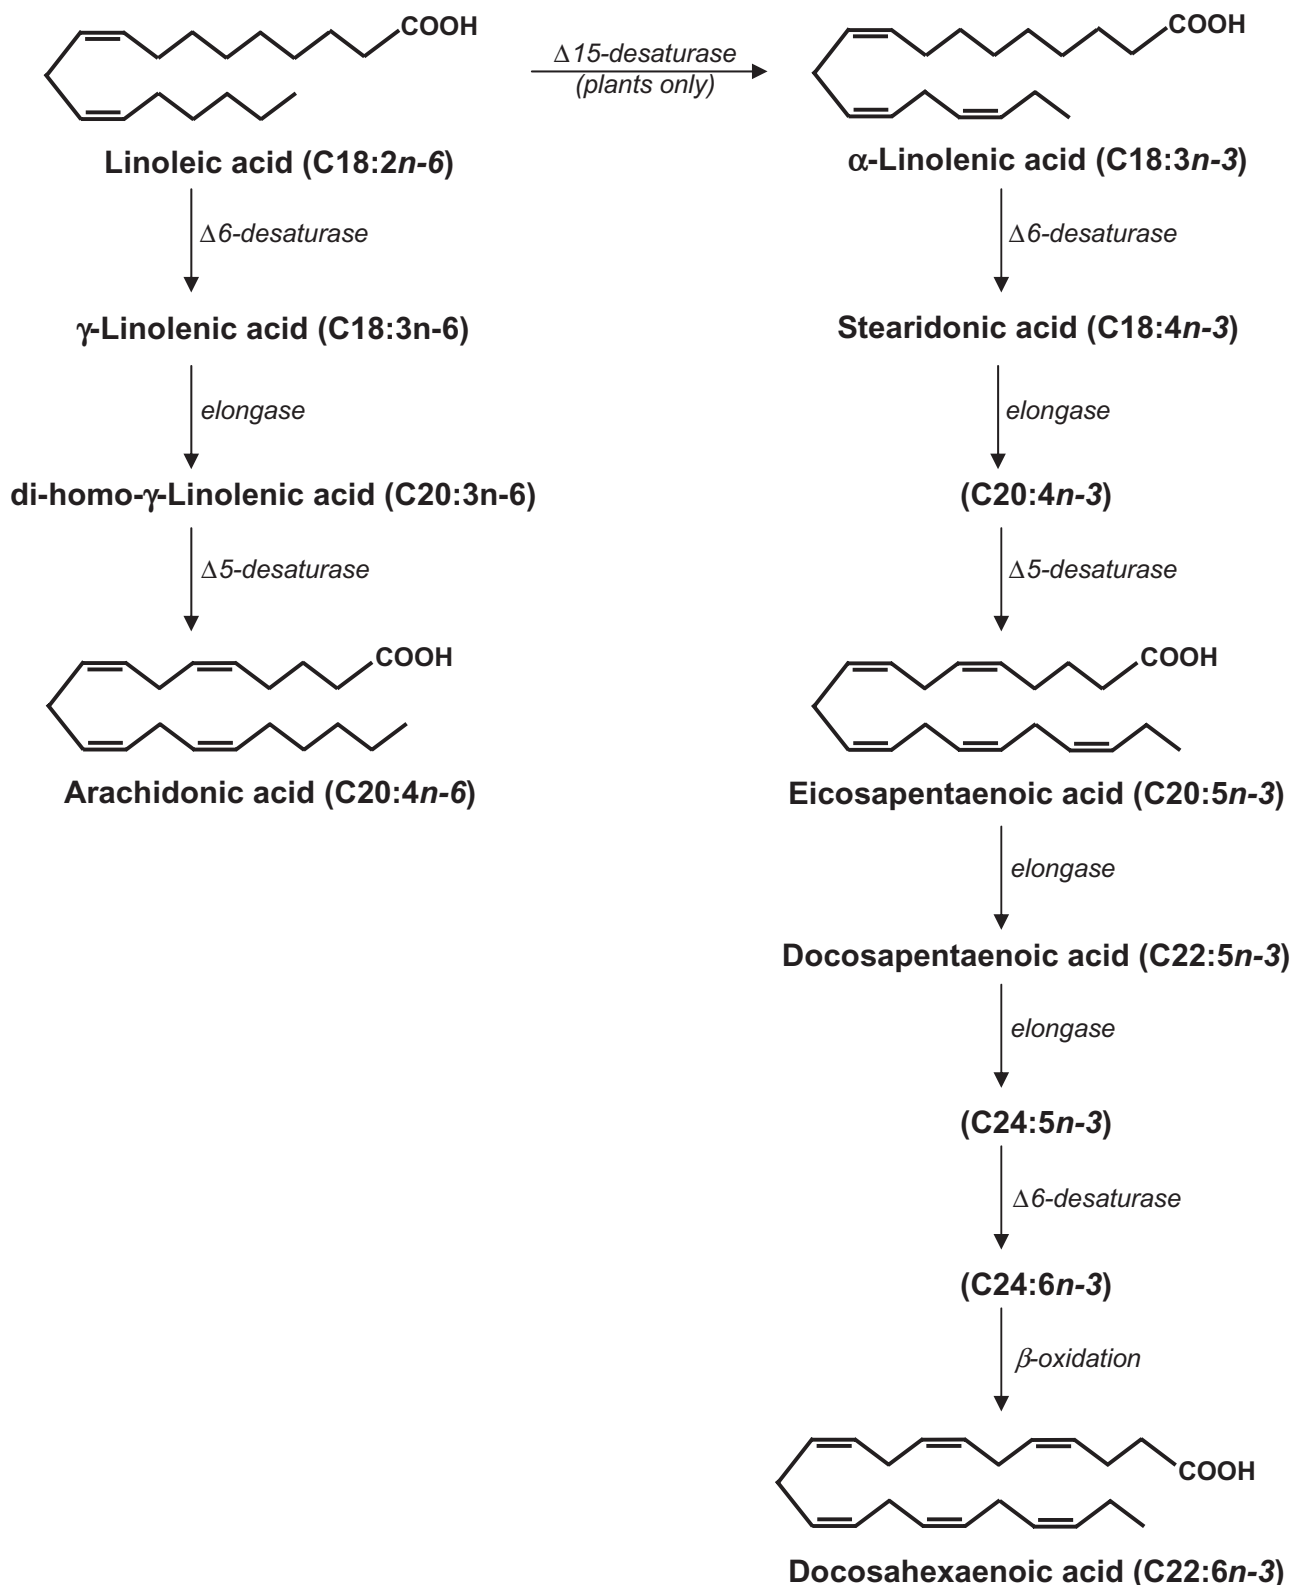 COOH
Δ15-desaturase
(plants only)
COOH
Linoleic acid (C18:2n-6)
α-Linolenic acid (C18:3n-3)
Δ6-desaturase
Δ6-desaturase
γ-Linolenic acid (C18:3n-6)
Stearidonic acid (C18:4n-3)
elongase
elongase
di-homo-γ-Linolenic acid (C20:3n-6)
(C20:4n-3)
Δ5-desaturase
Δ5-desaturase
COOH
COOH
Arachidonic acid (C20:4n-6)
Eicosapentaenoic acid (C20:5n-3)
elongase
Docosapentaenoic acid (C22:5n-3)
elongase
(C24:5n-3)
Δ6-desaturase
(C24:6n-3)
β-oxidation
COOH
Docosahexaenoic acid (C22:6n-3)